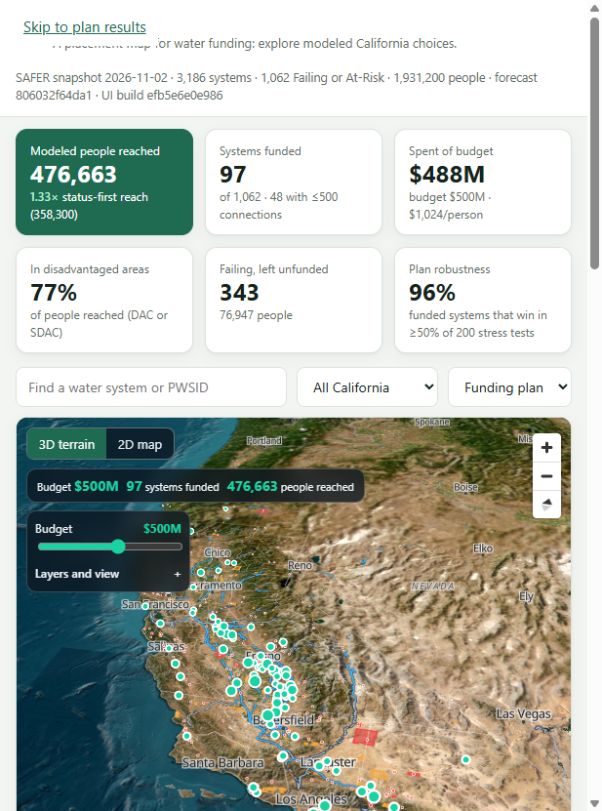 Skip to plan results
A placement map for water funding: explore modeled California choices.
SAFER snapshot 2026-11-02 · 3,186 systems · 1,062 Failing or At-Risk · 1,931,200 people · forecast
806032f64da1 · UI build efb5e6e0e986
Modeled people reached
476,663
1.33× status-first reach
(358,300)
Systems funded
97
of 1,062 · 48 with ≤500
connections
Spent of budget
$488M
budget $500M ·
$1,024/person
In disadvantaged areas
77%
of people reached (DAC or
SDAC)
Failing, left unfunded
343
76,947 people
Plan robustness
96%
funded systems that win in
≥50% of 200 stress tests
Find a water system or PWSID
All California
Funding plan
Spokane
3D terrain
2D map
Portland
+
−
Budget $500M 97 systems funded 476,663 people reached
Boise
Budget
$500M
Layers and view
+
Chico
Elko
Reno
NEVADA
Ely
San Francisco
Salinas
Fresno
Las Vegas
Bakersfield
Santa Barbara
Lancaster
Los Angeles